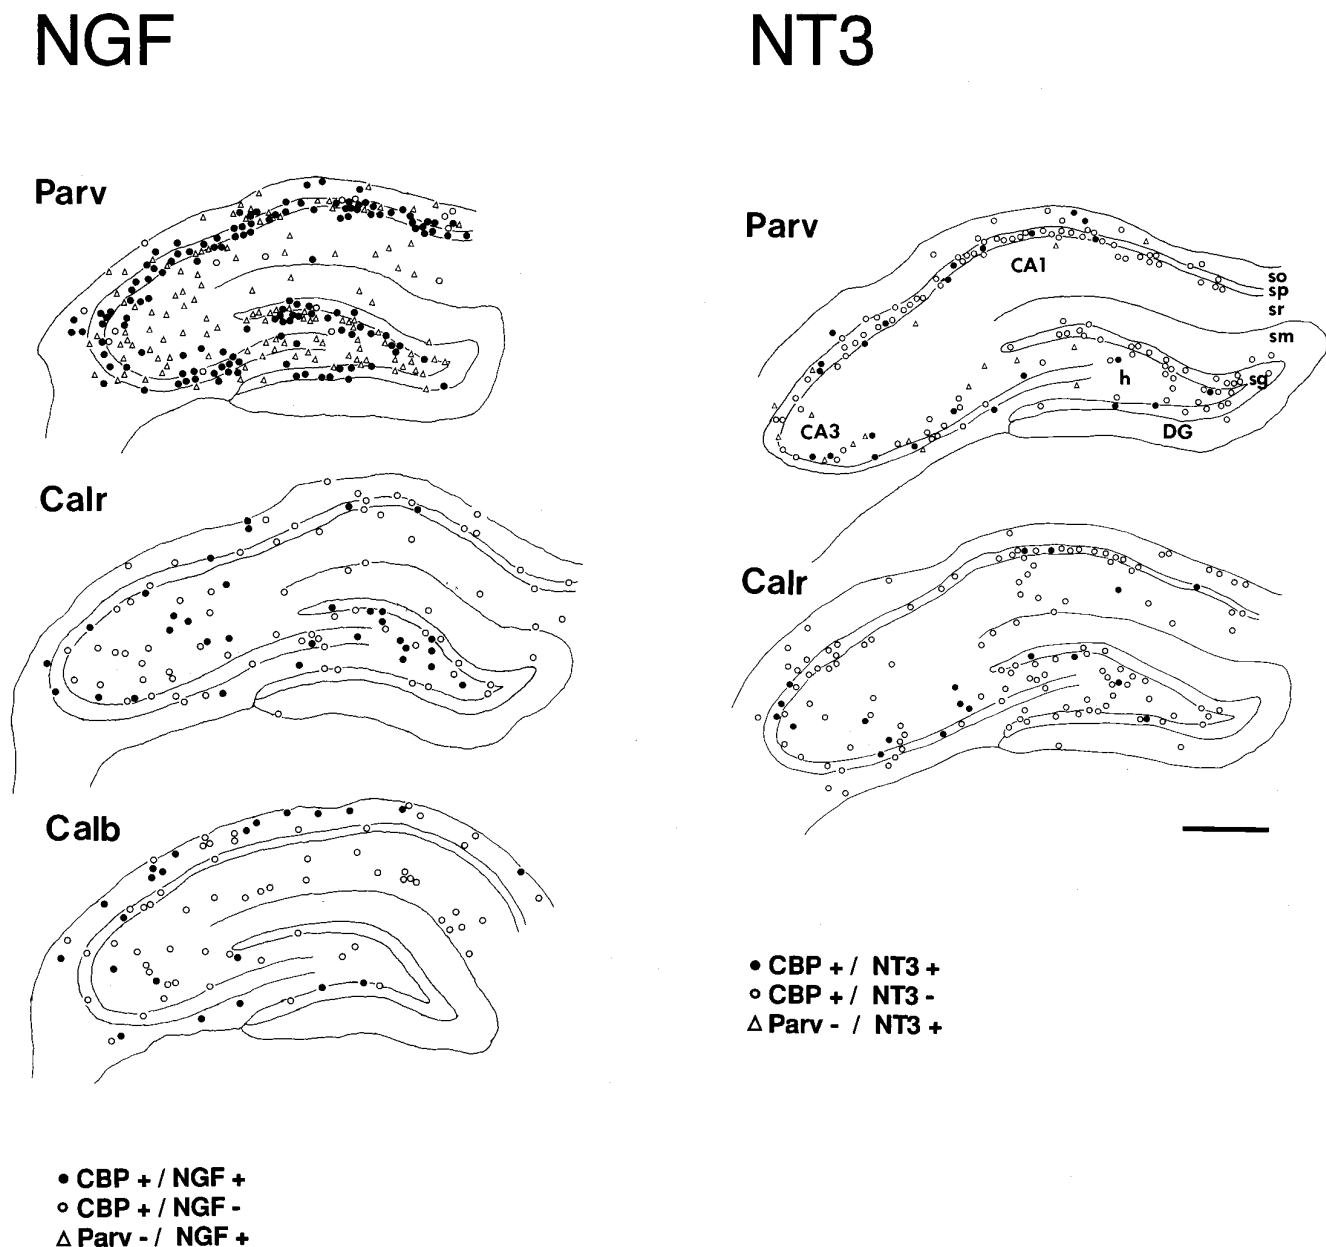 NGF
NT3
Parv
Calr
Calb
● CBP + / NGF +
○ CBP + / NGF -
△ Parv - / NGF +
Parv
CA1
so
sp
sr
sm
h
sg
CA3
DG
Calr
● CBP + / NT3 +
○ CBP + / NT3 -
△ Parv - / NT3 +